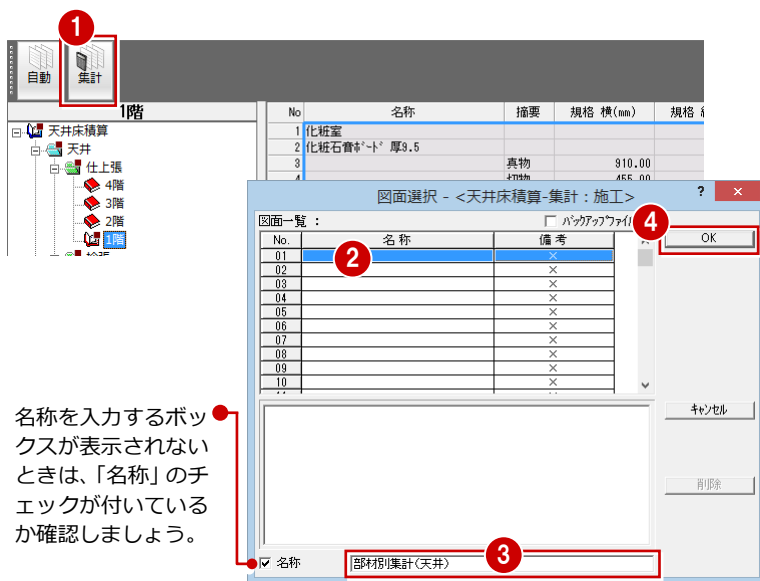 1
自動 集計
1階
天井床積算
天井
仕上張
4階
3階
2階
1階
No 名称 摘要 規格 横(mm) 規格
1 化粧室
2 化粧石膏ボード 厚9.5
3 真物 910.00
4 切物 455.00
図面選択 - <天井床積算-集計：施工> ? ×
図面一覧 ： バックアップファイル 4
No. 名 称 備 考 OK
01 2 ×
02 ×
03 ×
04 ×
05 ×
06 ×
07 ×
08 ×
09 ×
10 ×
キャンセル
削除
名称を入力するボッ
クスが表示されない
ときは、「名称」のチ
ェックが付いている
か確認しましょう。
名称 部材別集計(天井) 3